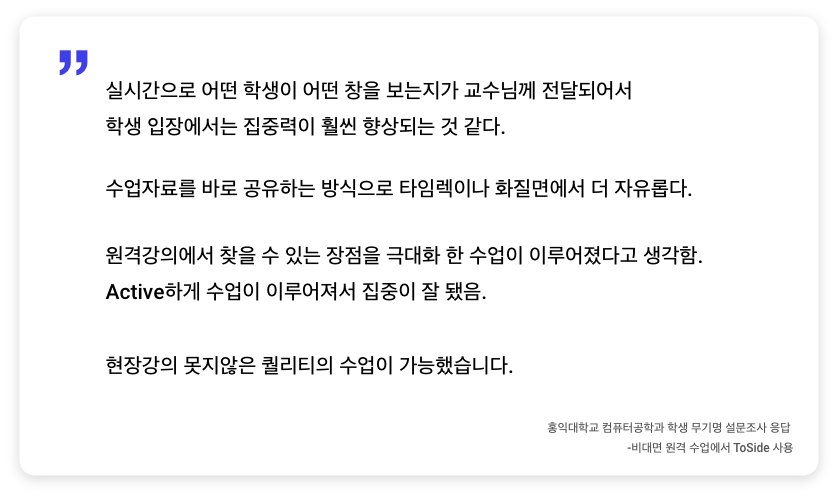 ”
실시간으로 어떤 학생이 어떤 창을 보는지가 교수님께 전달되어서
학생 입장에서는 집중력이 훨씬 향상되는 것 같다.
수업자료를 바로 공유하는 방식으로 타임렉이나 화질면에서 더 자유롭다.
원격강의에서 찾을 수 있는 장점을 극대화 한 수업이 이루어졌다고 생각함.
Active하게 수업이 이루어져서 집중이 잘 됐음.
현장강의 못지않은 퀄리티의 수업이 가능했습니다.
홍익대학교 컴퓨터공학과 학생 무기명 설문조사 응답
-비대면 원격 수업에서 ToSide 사용